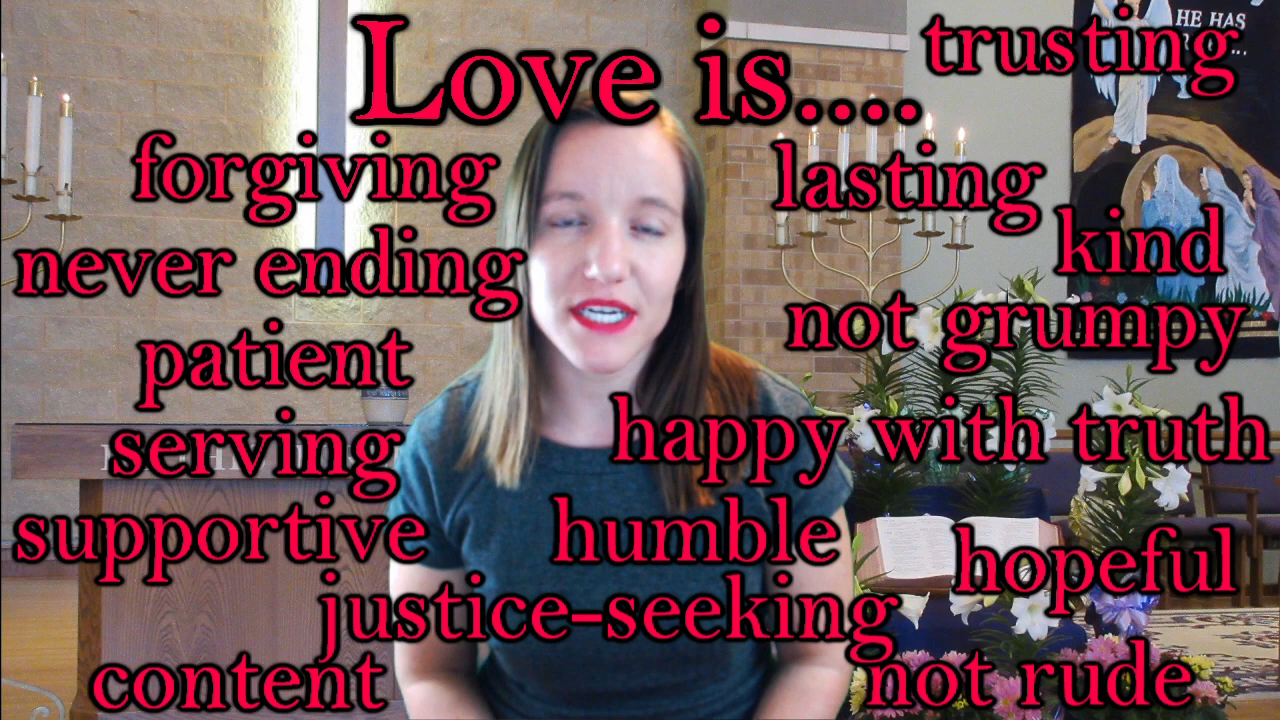 Love is....
trusting
forgiving
lasting
never ending
kind
patient
not grumpy
serving
happy with truth
supportive
humble
hopeful
justice-seeking
content
not rude
HE HAS